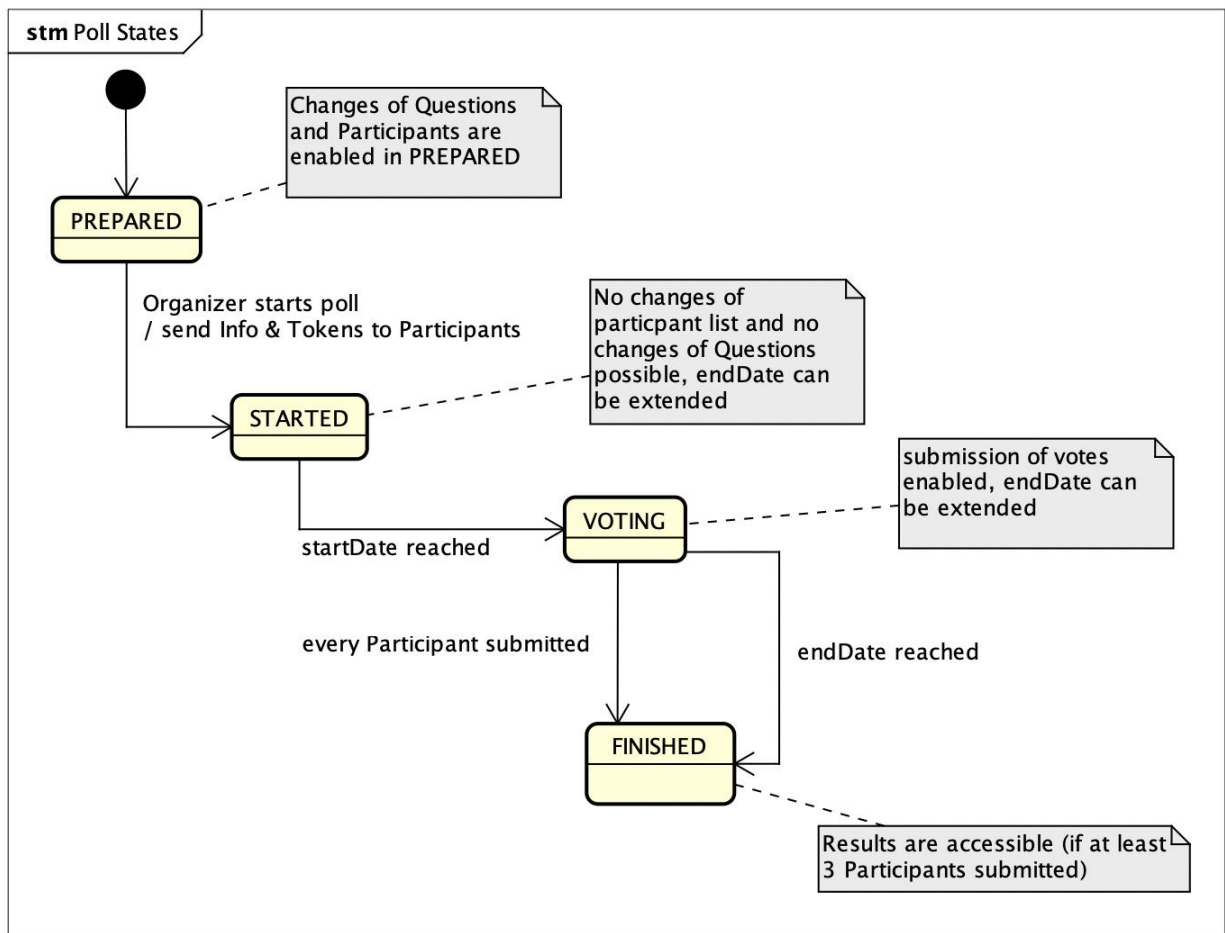 stm Poll States
Changes of Questions
and Participants are
enabled in PREPARED
PREPARED
Organizer starts poll
/ send Info & Tokens to Participants
No changes of
particpant list and no
changes of Questions
possible, endDate can
be extended
STARTED
submission of votes
enabled, endDate can
be extended
VOTING
startDate reached
every Participant submitted
endDate reached
FINISHED
Results are accessible (if at least
3 Participants submitted)